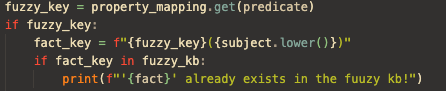 fuzzy_key = property_mapping.get(predicate)
if fuzzy_key:
    fact_key = f"{fuzzy_key}({subject.lower()})"
    if fact_key in fuzzy_kb:
        print(f"'{fact}' already exists in the fuuzy kb!")